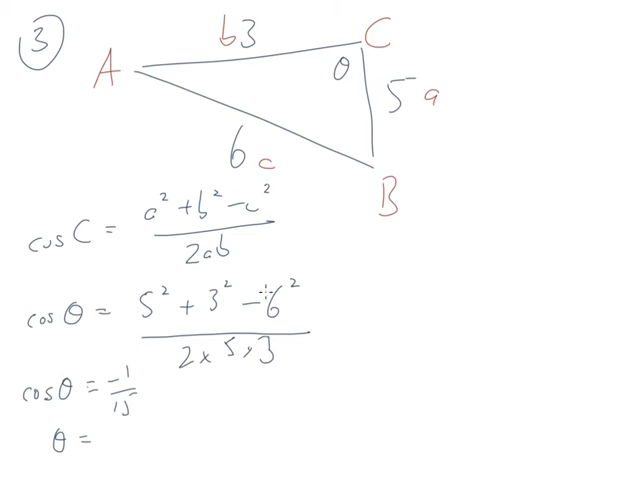 3
b3 C
A θ
5 a
6 c
B
cos C = a² + b² - c² / 2ab
cos θ = 5² + 3² - 6² / 2 × 5 × 3
cos θ = -1 / 15
θ =